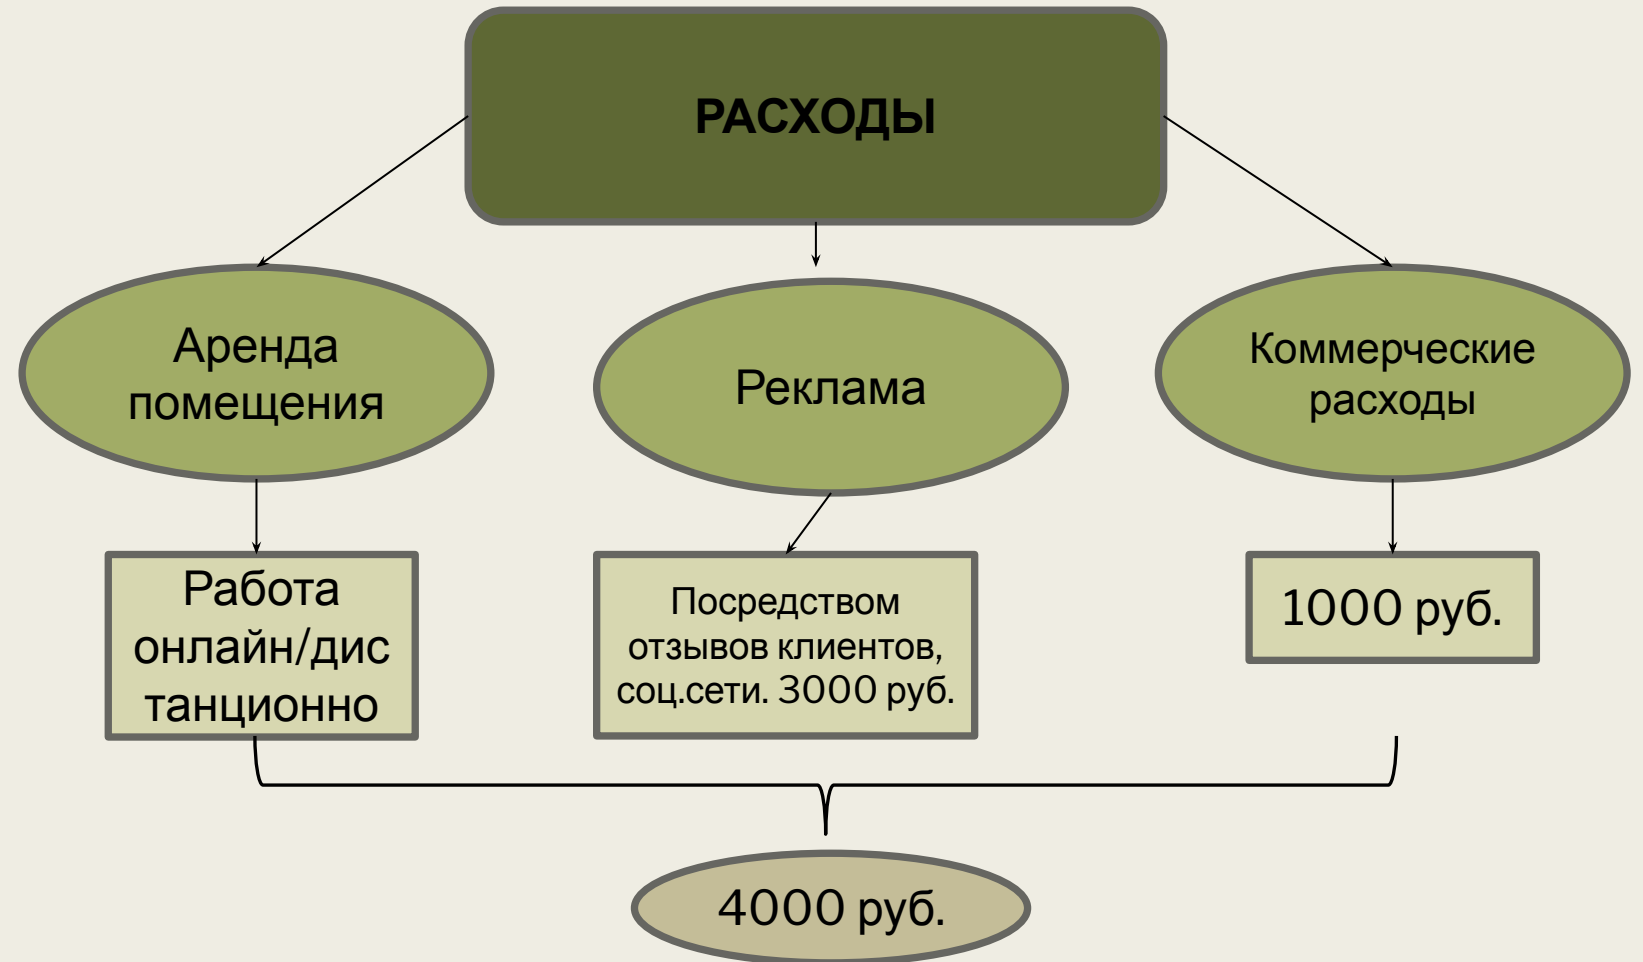 РАСХОДЫ
Аренда
помещения
Реклама
Коммерческие
расходы
Работа
онлайн/дис
танционно
Посредством
отзывов клиентов,
соц.сети. 3000 руб.
1000 руб.
4000 руб.